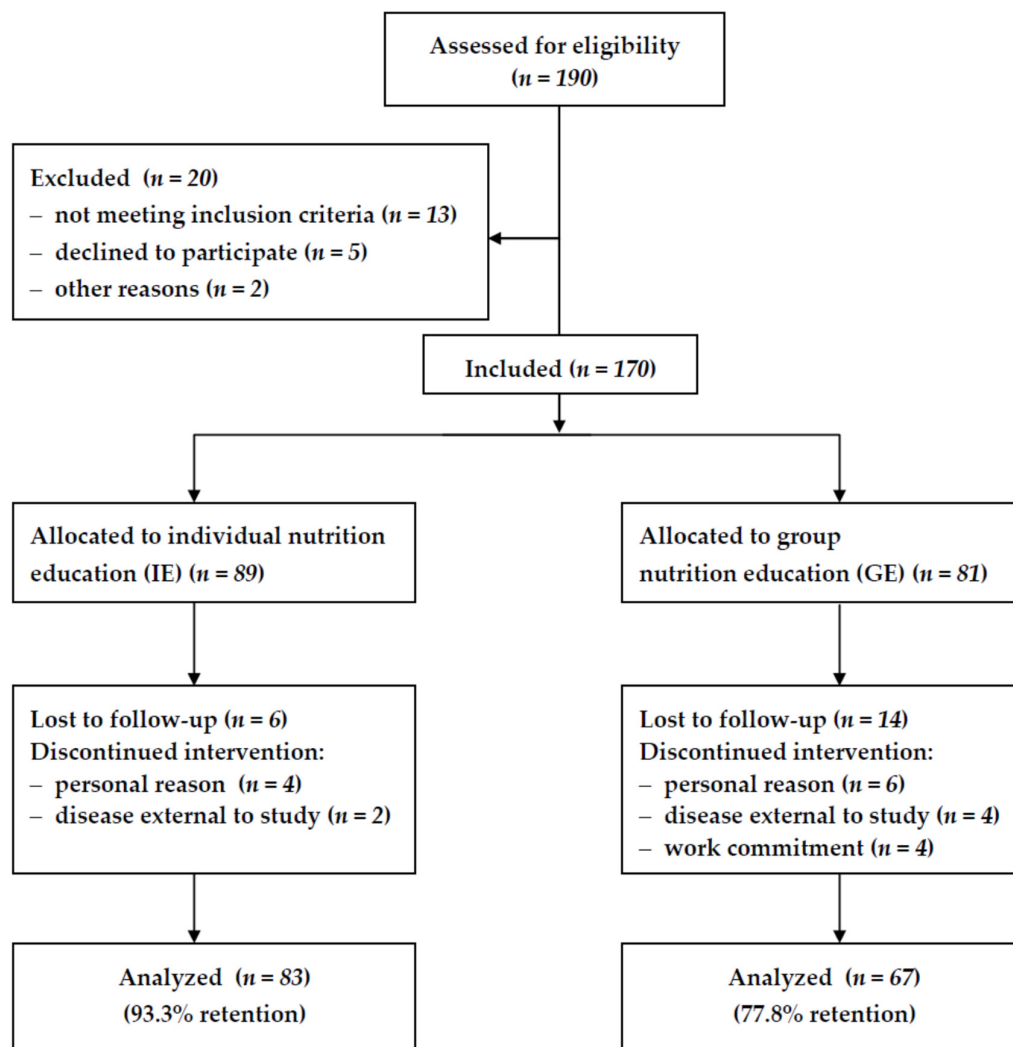 Assessed for eligibility
(n = 190)
Excluded (n = 20)
– not meeting inclusion criteria (n = 13)
– declined to participate (n = 5)
– other reasons (n = 2)
Included (n = 170)
Allocated to individual nutrition
education (IE) (n = 89)
Allocated to group
nutrition education (GE) (n = 81)
Lost to follow-up (n = 6)
Discontinued intervention:
– personal reason (n = 4)
– disease external to study (n = 2)
Lost to follow-up (n = 14)
Discontinued intervention:
– personal reason (n = 6)
– disease external to study (n = 4)
– work commitment (n = 4)
Analyzed (n = 83)
(93.3% retention)
Analyzed (n = 67)
(77.8% retention)